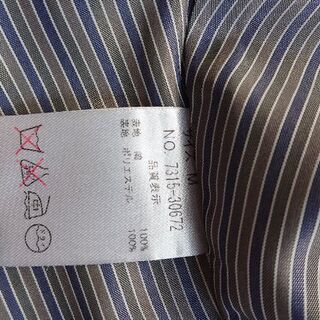 サイズ M
NO. 7315-30672
品質表示
表地 綿 100%
裏地 ポリエステル 100%